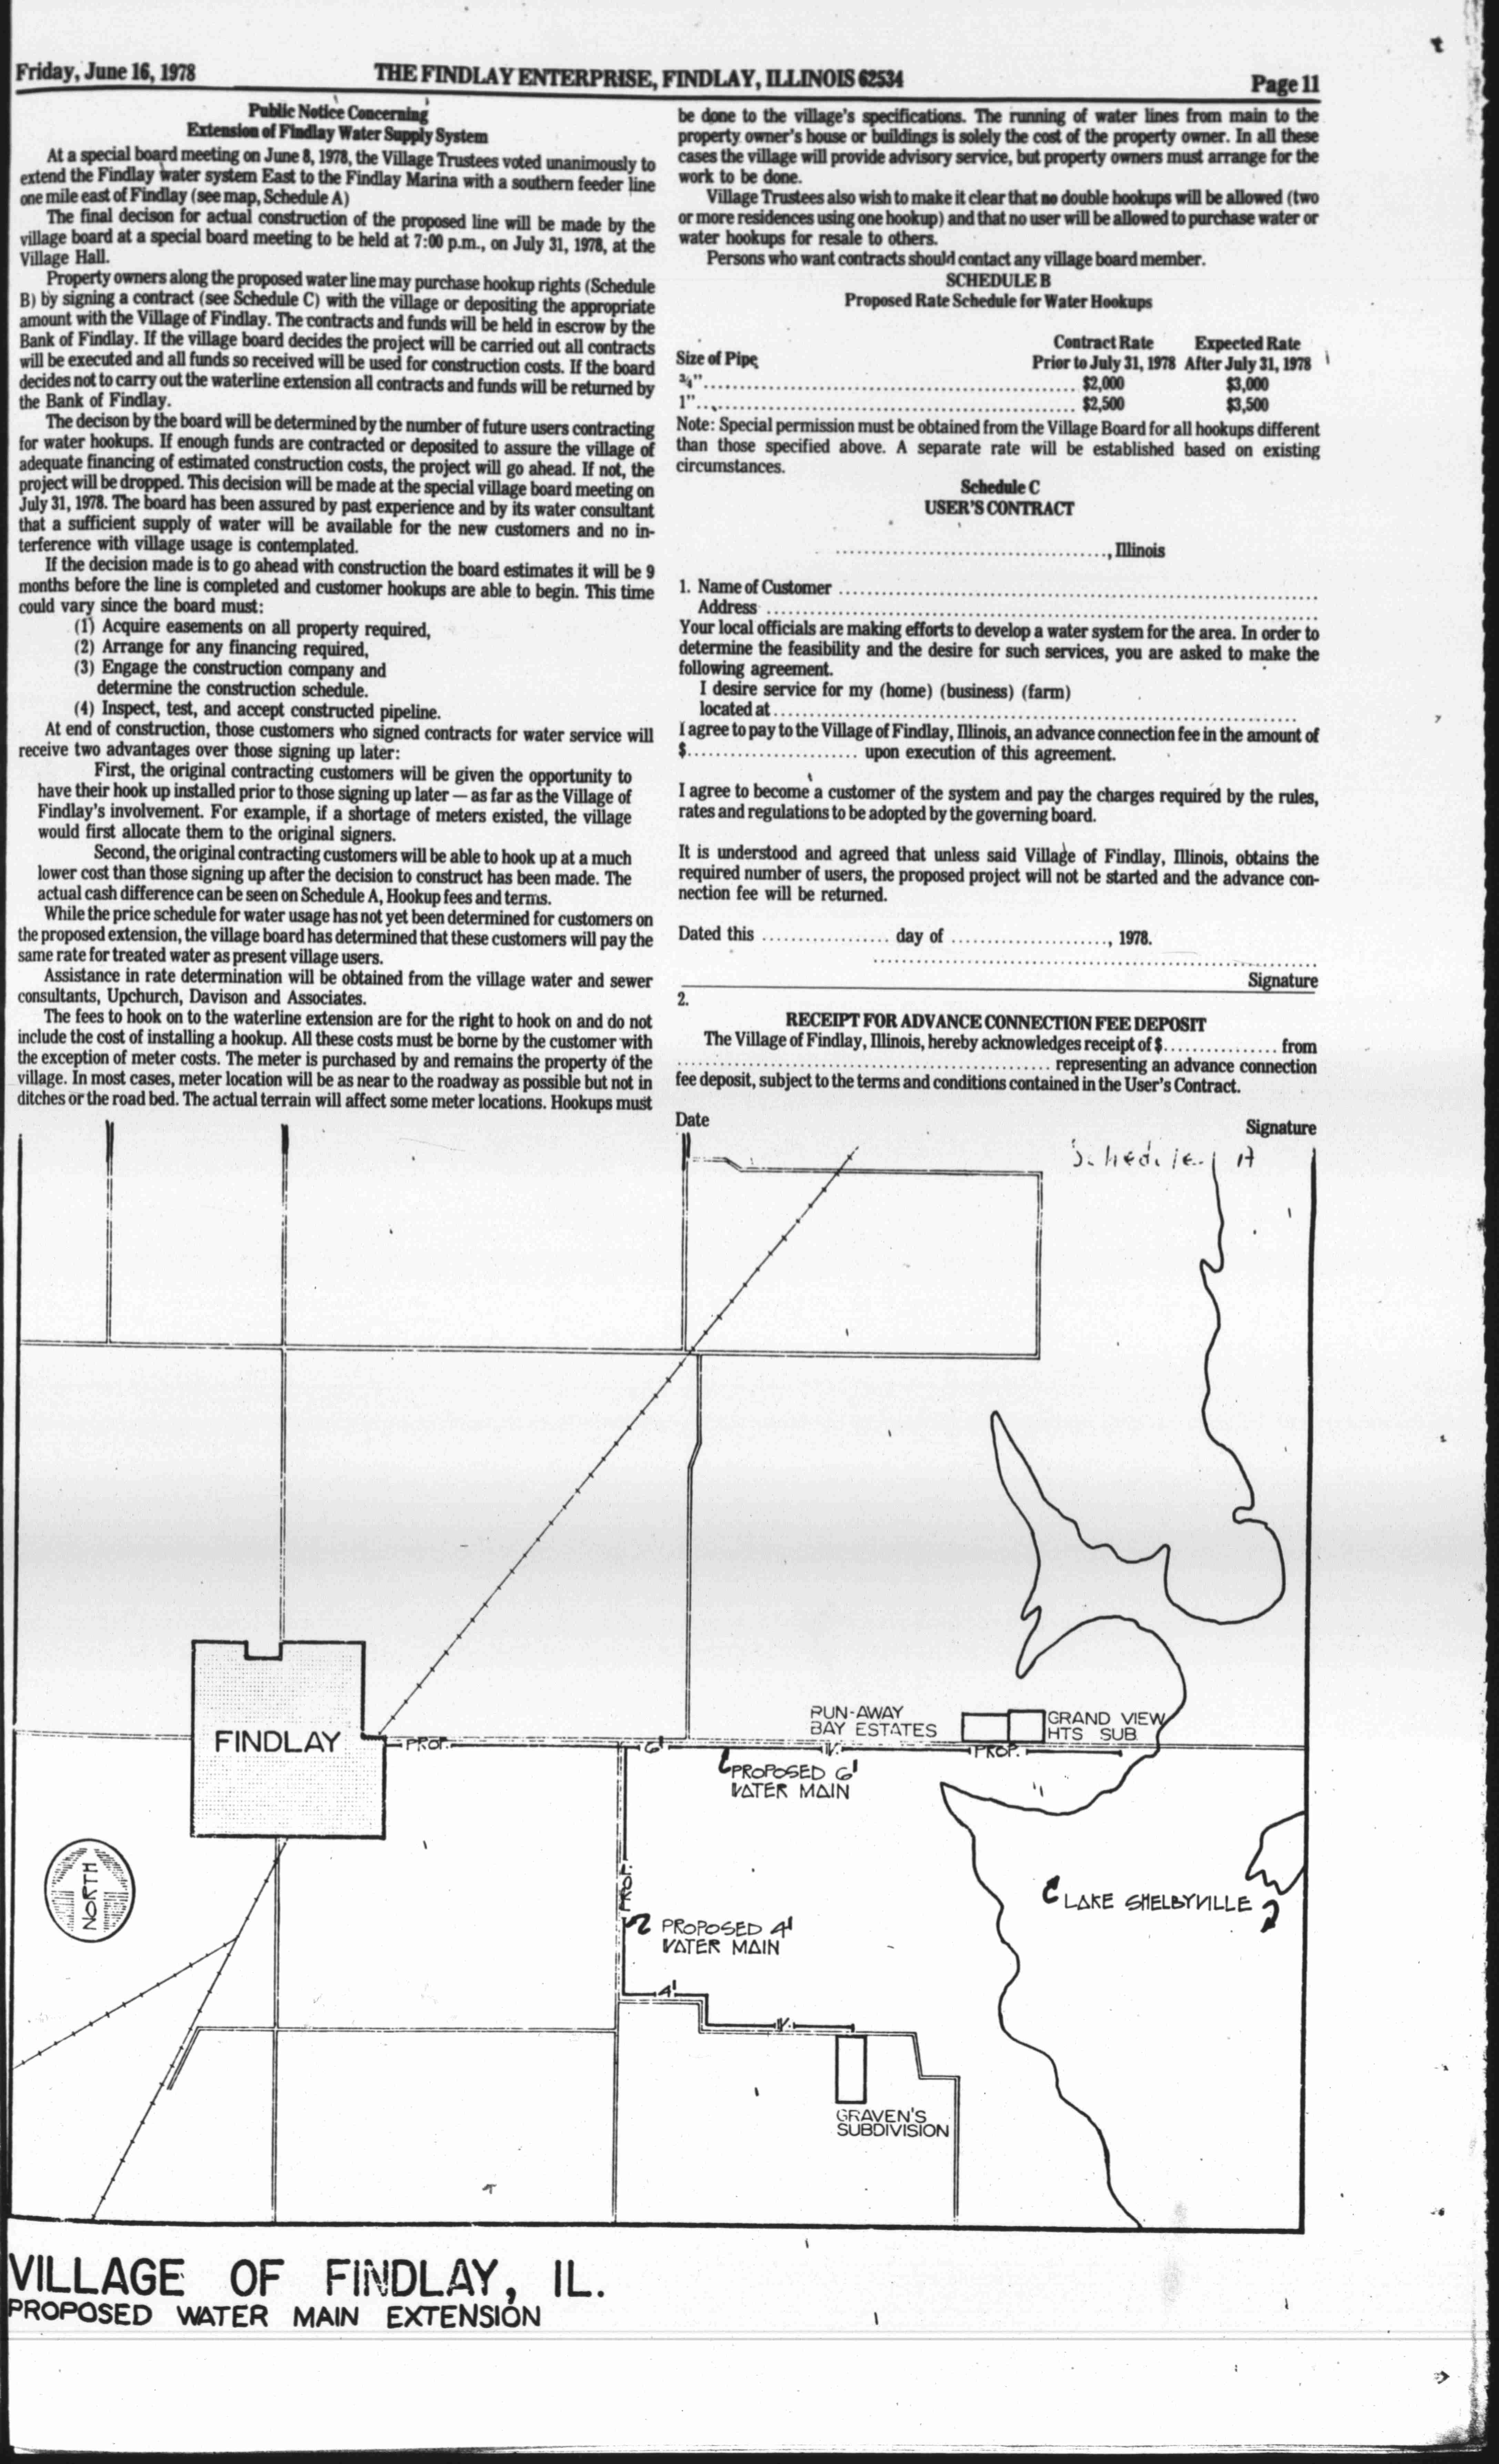 Friday, June 16, 1978
THE FINDLAY ENTERPRISE, FINDLAY, ILLINOIS 62534
Page 11
Public Notice Concerning
Extension of Findlay Water Supply System
At a special board meeting on June 8, 1978, the Village Trustees voted unanimously to
extend the Findlay water system East to the Findlay Marina with a southern feeder line
one mile east of Findlay (see map, Schedule A)
The final decison for actual construction of the proposed line will be made by the
village board at a special board meeting to be held at 7:00 p.m., on July 31, 1978, at the
Village Hall.
Property owners along the proposed water line may purchase hookup rights (Schedule
B) by signing a contract (see Schedule C) with the village or depositing the appropriate
amount with the Village of Findlay. The contracts and funds will be held in escrow by the
Bank of Findlay. If the village board decides the project will be carried out all contracts
will be executed and all funds so received will be used for construction costs. If the board
decides not to carry out the waterline extension all contracts and funds will be returned by
the Bank of Findlay.
The decison by the board will be determined by the number of future users contracting
for water hookups. If enough funds are contracted or deposited to assure the village of
adequate financing of estimated construction costs, the project will go ahead. If not, the
project will be dropped. This decision will be made at the special village board meeting on
July 31, 1978. The board has been assured by past experience and by its water consultant
that a sufficient supply of water will be available for the new customers and no in-
terference with village usage is contemplated.
If the decision made is to go ahead with construction the board estimates it will be 9
months before the line is completed and customer hookups are able to begin. This time
could vary since the board must:
(1) Acquire easements on all property required,
(2) Arrange for any financing required,
(3) Engage the construction company and
determine the construction schedule.
(4) Inspect, test, and accept constructed pipeline.
At end of construction, those customers who signed contracts for water service will
receive two advantages over those signing up later:
First, the original contracting customers will be given the opportunity to
have their hook up installed prior to those signing up later — as far as the Village of
Findlay's involvement. For example, if a shortage of meters existed, the village
would first allocate them to the original signers.
Second, the original contracting customers will be able to hook up at a much
lower cost than those signing up after the decision to construct has been made. The
actual cash difference can be seen on Schedule A, Hookup fees and terms.
While the price schedule for water usage has not yet been determined for customers on
the proposed extension, the village board has determined that these customers will pay the
same rate for treated water as present village users.
Assistance in rate determination will be obtained from the village water and sewer
consultants, Upchurch, Davison and Associates.
The fees to hook on to the waterline extension are for the right to hook on and do not
include the cost of installing a hookup. All these costs must be borne by the customer with
the exception of meter costs. The meter is purchased by and remains the property of the
village. In most cases, meter location will be as near to the roadway as possible but not in
ditches or the road bed. The actual terrain will affect some meter locations. Hookups must
be done to the village's specifications. The running of water lines from main to the
property owner's house or buildings is solely the cost of the property owner. In all these
cases the village will provide advisory service, but property owners must arrange for the
work to be done.
Village Trustees also wish to make it clear that no double hookups will be allowed (two
or more residences using one hookup) and that no user will be allowed to purchase water or
water hookups for resale to others.
Persons who want contracts should contact any village board member.
SCHEDULE B
Proposed Rate Schedule for Water Hookups
Contract Rate Expected Rate
Size of Pipe Prior to July 31, 1978 After July 31, 1978
¾" ........ $2,000 $3,000
1" ........ $2,500 $3,500
Note: Special permission must be obtained from the Village Board for all hookups different
than those specified above. A separate rate will be established based on existing
circumstances.
Schedule C
USER'S CONTRACT
........, Illinois
1. Name of Customer ........
Address ........
Your local officials are making efforts to develop a water system for the area. In order to
determine the feasibility and the desire for such services, you are asked to make the
following agreement.
I desire service for my (home) (business) (farm)
located at ........
I agree to pay to the Village of Findlay, Illinois, an advance connection fee in the amount of
$........ upon execution of this agreement.
I agree to become a customer of the system and pay the charges required by the rules,
rates and regulations to be adopted by the governing board.
It is understood and agreed that unless said Village of Findlay, Illinois, obtains the
required number of users, the proposed project will not be started and the advance con-
nection fee will be returned.
Dated this ........ day of ........, 1978.
Signature
2.
RECEIPT FOR ADVANCE CONNECTION FEE DEPOSIT
The Village of Findlay, Illinois, hereby acknowledges receipt of $........ from
........ representing an advance connection
fee deposit, subject to the terms and conditions contained in the User's Contract.
Date
Signature
Schedule A
RUN-AWAY
BAY ESTATES
GRAND VIEW
HTS SUB.
FINDLAY
PROP.
6"
PROP.
PROPOSED 6"
WATER MAIN
NORTH
PROP.
LAKE SHELBYVILLE
PROPOSED 4"
WATER MAIN
4"
GRAVEN'S
SUBDIVISION
VILLAGE OF FINDLAY, IL.
PROPOSED WATER MAIN EXTENSION